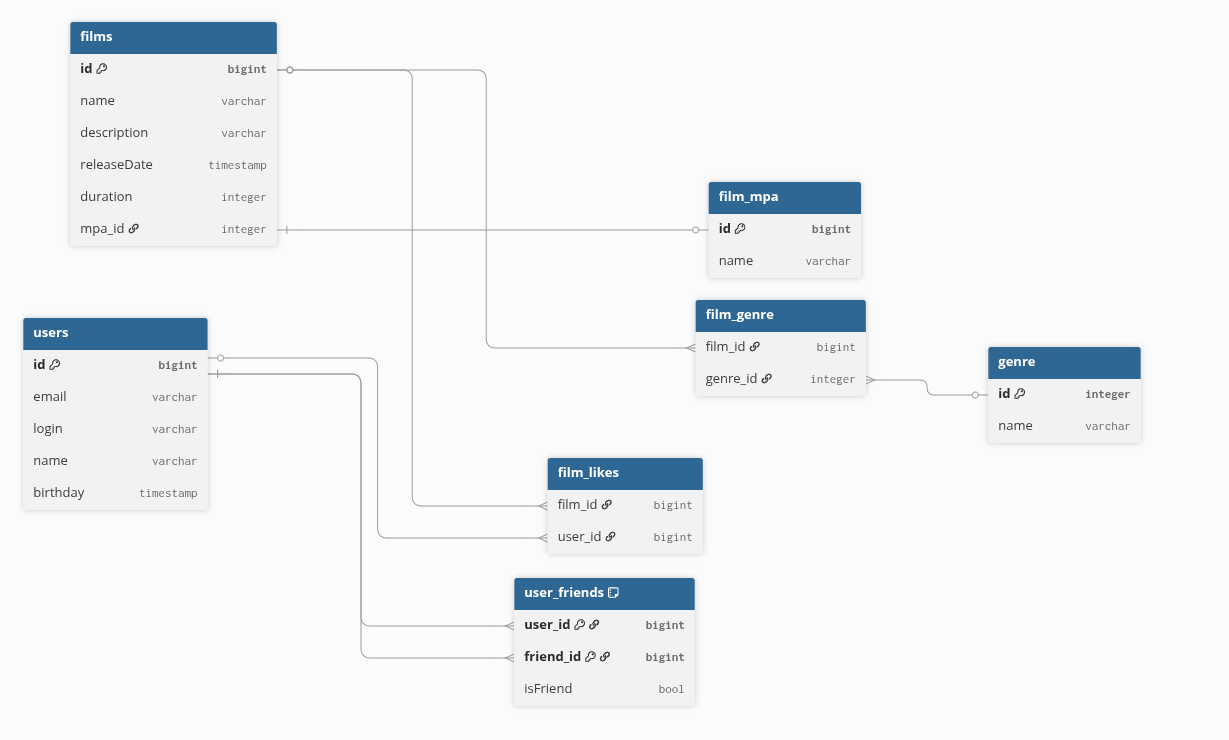 films
id bigint
name varchar
description varchar
releaseDate timestamp
duration integer
mpa_id integer
film_mpa
id bigint
name varchar
film_genre
film_id bigint
genre_id integer
users
id bigint
email varchar
login varchar
name varchar
birthday timestamp
genre
id integer
name varchar
film_likes
film_id bigint
user_id bigint
user_friends
user_id bigint
friend_id bigint
isFriend bool